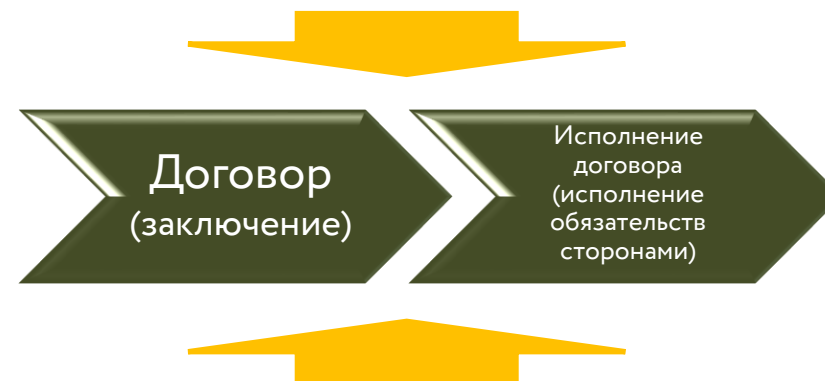 Договор
(заключение)
Исполнение
договора
(исполнение
обязательств
сторонами)